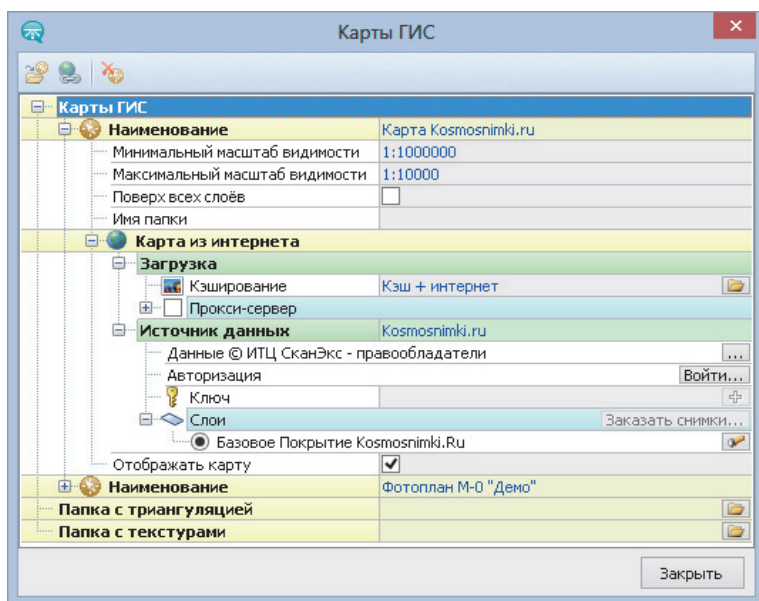 Карты ГИС
Карты ГИС
Наименование Карта Kosmosnimki.ru
Минимальный масштаб видимости 1:1000000
Максимальный масштаб видимости 1:10000
Поверх всех слоёв
Имя папки
Карта из интернета
Загрузка
Кэширование Кэш + интернет
Прокси-сервер
Источник данных Kosmosnimki.ru
Данные © ИТЦ СканЭкс - правообладатели ...
Авторизация Войти...
Ключ
Слои Заказать снимки...
Базовое Покрытие Kosmosnimki.Ru
Отображать карту
Наименование Фотоплан М-0 "Демо"
Папка с триангуляцией
Папка с текстурами
Закрыть